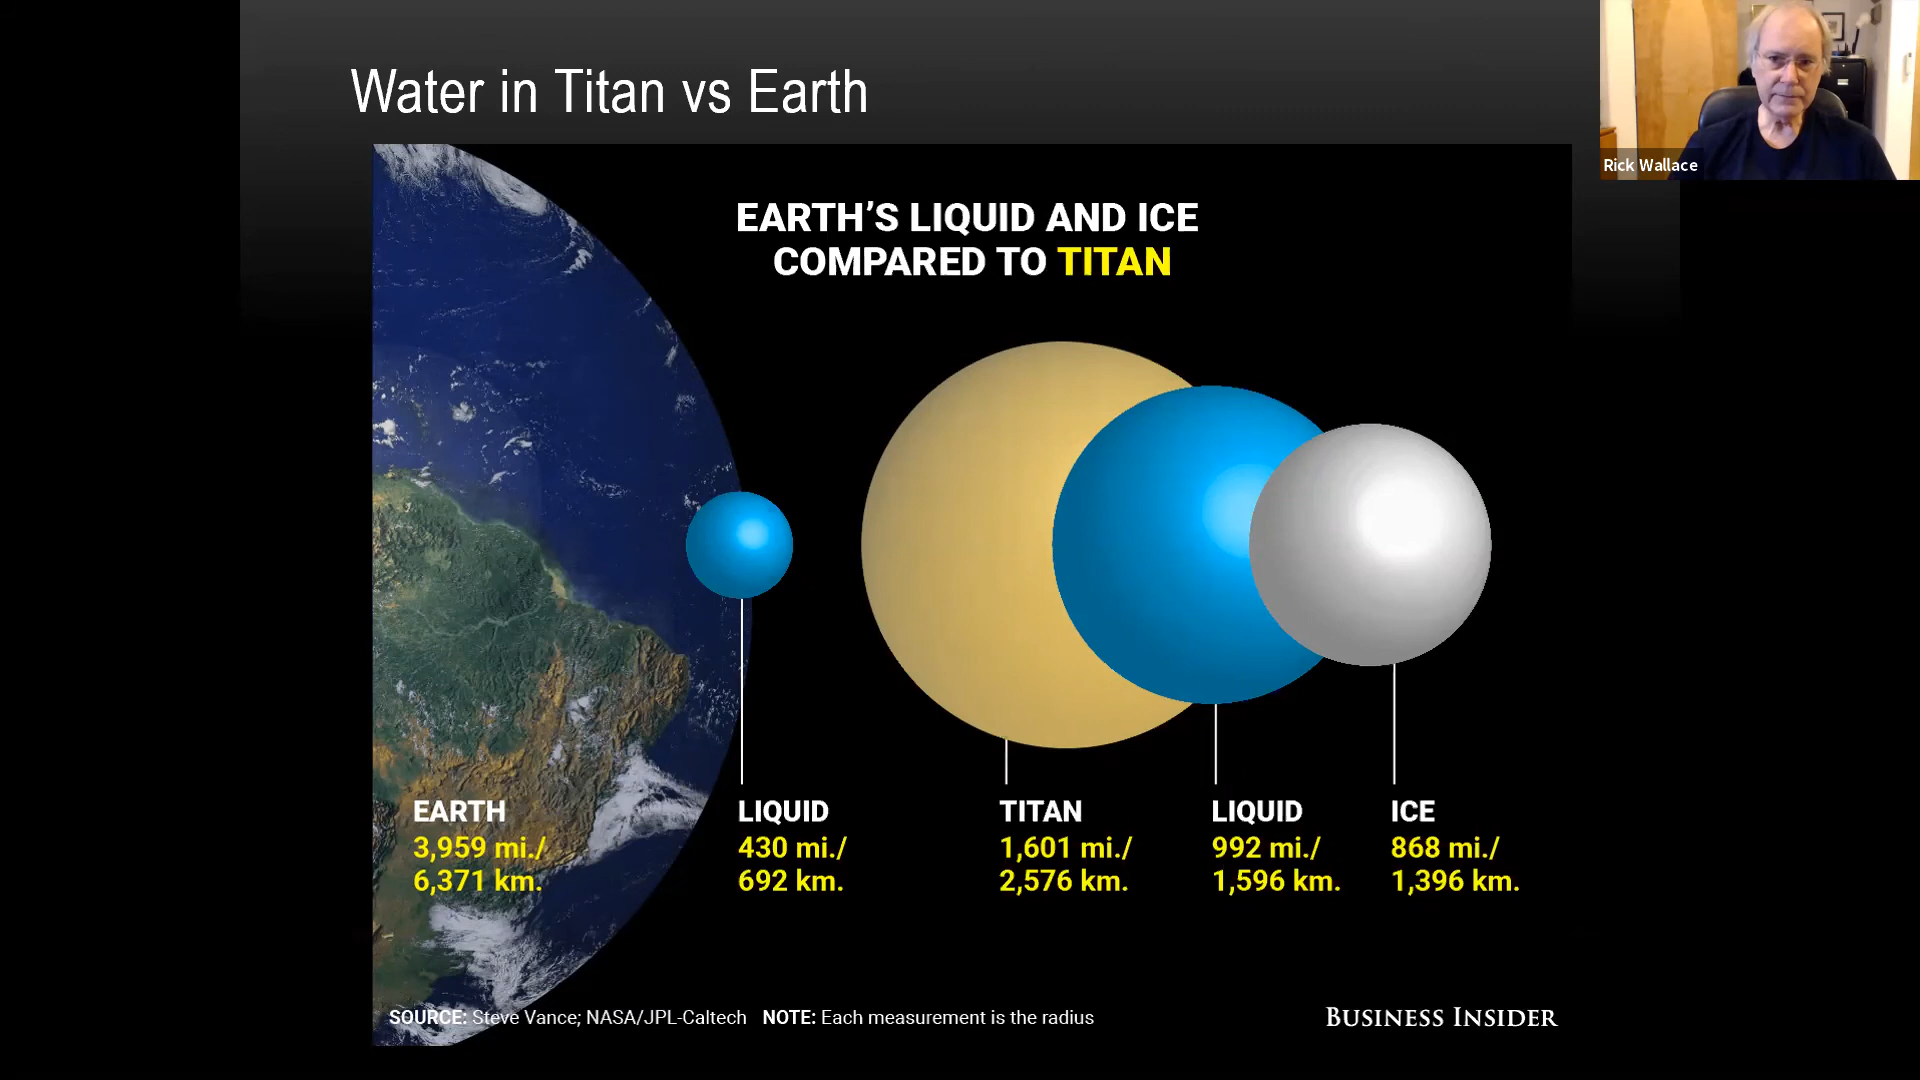 Water in Titan vs Earth
Rick Wallace
EARTH'S LIQUID AND ICE
COMPARED TO TITAN
EARTH
3,959 mi./
6,371 km.
LIQUID
430 mi./
692 km.
TITAN
1,601 mi./
2,576 km.
LIQUID
992 mi./
1,596 km.
ICE
868 mi./
1,396 km.
SOURCE: Steve Vance; NASA/JPL-Caltech NOTE: Each measurement is the radius
BUSINESS INSIDER